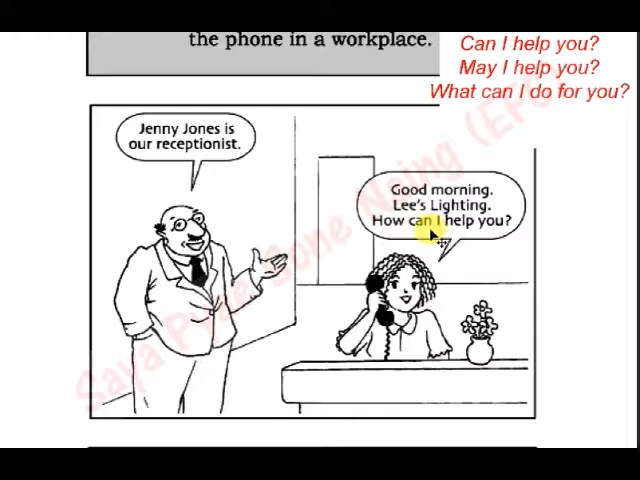 the phone in a workplace.
Can I help you?
May I help you?
What can I do for you?
Jenny Jones is
our receptionist.
Good morning.
Lee's Lighting.
How can I help you?